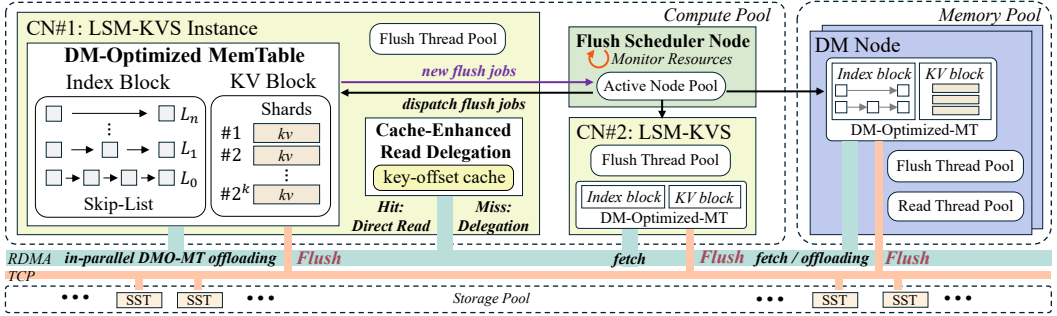 Compute Pool
Memory Pool
CN#1: LSM-KVS Instance
DM-Optimized MemTable
Index Block
KV Block
Ln
L1
L0
Skip-List
Shards
#1 kv
#2 kv
#2^k kv
Flush Thread Pool
new flush jobs
dispatch flush jobs
Cache-Enhanced
Read Delegation
key-offset cache
Hit:
Direct Read
Miss:
Delegation
Flush Scheduler Node
Monitor Resources
Active Node Pool
CN#2: LSM-KVS
Flush Thread Pool
Index block
KV block
DM-Optimized-MT
DM Node
Index block
KV block
DM-Optimized-MT
Flush Thread Pool
Read Thread Pool
RDMA
in-parallel DMO-MT offloading
Flush
fetch
Flush
fetch / offloading
Flush
TCP
••• SST SST •••
Storage Pool
••• SST SST •••